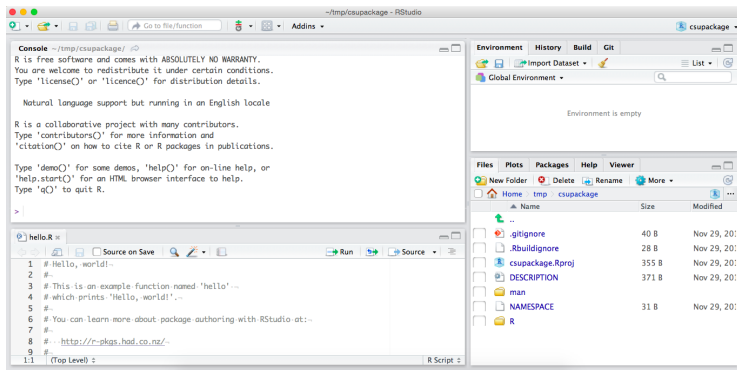 ~/tmp/csupackage - RStudio
Go to file/function
Addins
csupackage
Console ~/tmp/csupackage/
R is free software and comes with ABSOLUTELY NO WARRANTY.
You are welcome to redistribute it under certain conditions.
Type 'license()' or 'licence()' for distribution details.
Natural language support but running in an English locale
R is a collaborative project with many contributors.
Type 'contributors()' for more information and
'citation()' on how to cite R or R packages in publications.
Type 'demo()' for some demos, 'help()' for on-line help, or
'help.start()' for an HTML browser interface to help.
Type 'q()' to quit R.
>
hello.R
Source on Save
Run
Source
1 # Hello, world!
2 #
3 # This is an example function named 'hello'
4 # which prints 'Hello, world!'.
5 #
6 # You can learn more about package authoring with RStudio at:
7 #
8 # http://r-pkgs.had.co.nz/
9 #
1:1 (Top Level) R Script
Environment History Build Git
Import Dataset List
Global Environment
Environment is empty
Files Plots Packages Help Viewer
New Folder Delete Rename More
Home tmp csupackage
Name Size Modified
..
.gitignore 40 B Nov 29, 201
.Rbuildignore 28 B Nov 29, 201
csupackage.Rproj 355 B Nov 29, 201
DESCRIPTION 371 B Nov 29, 201
man
NAMESPACE 31 B Nov 29, 201
R